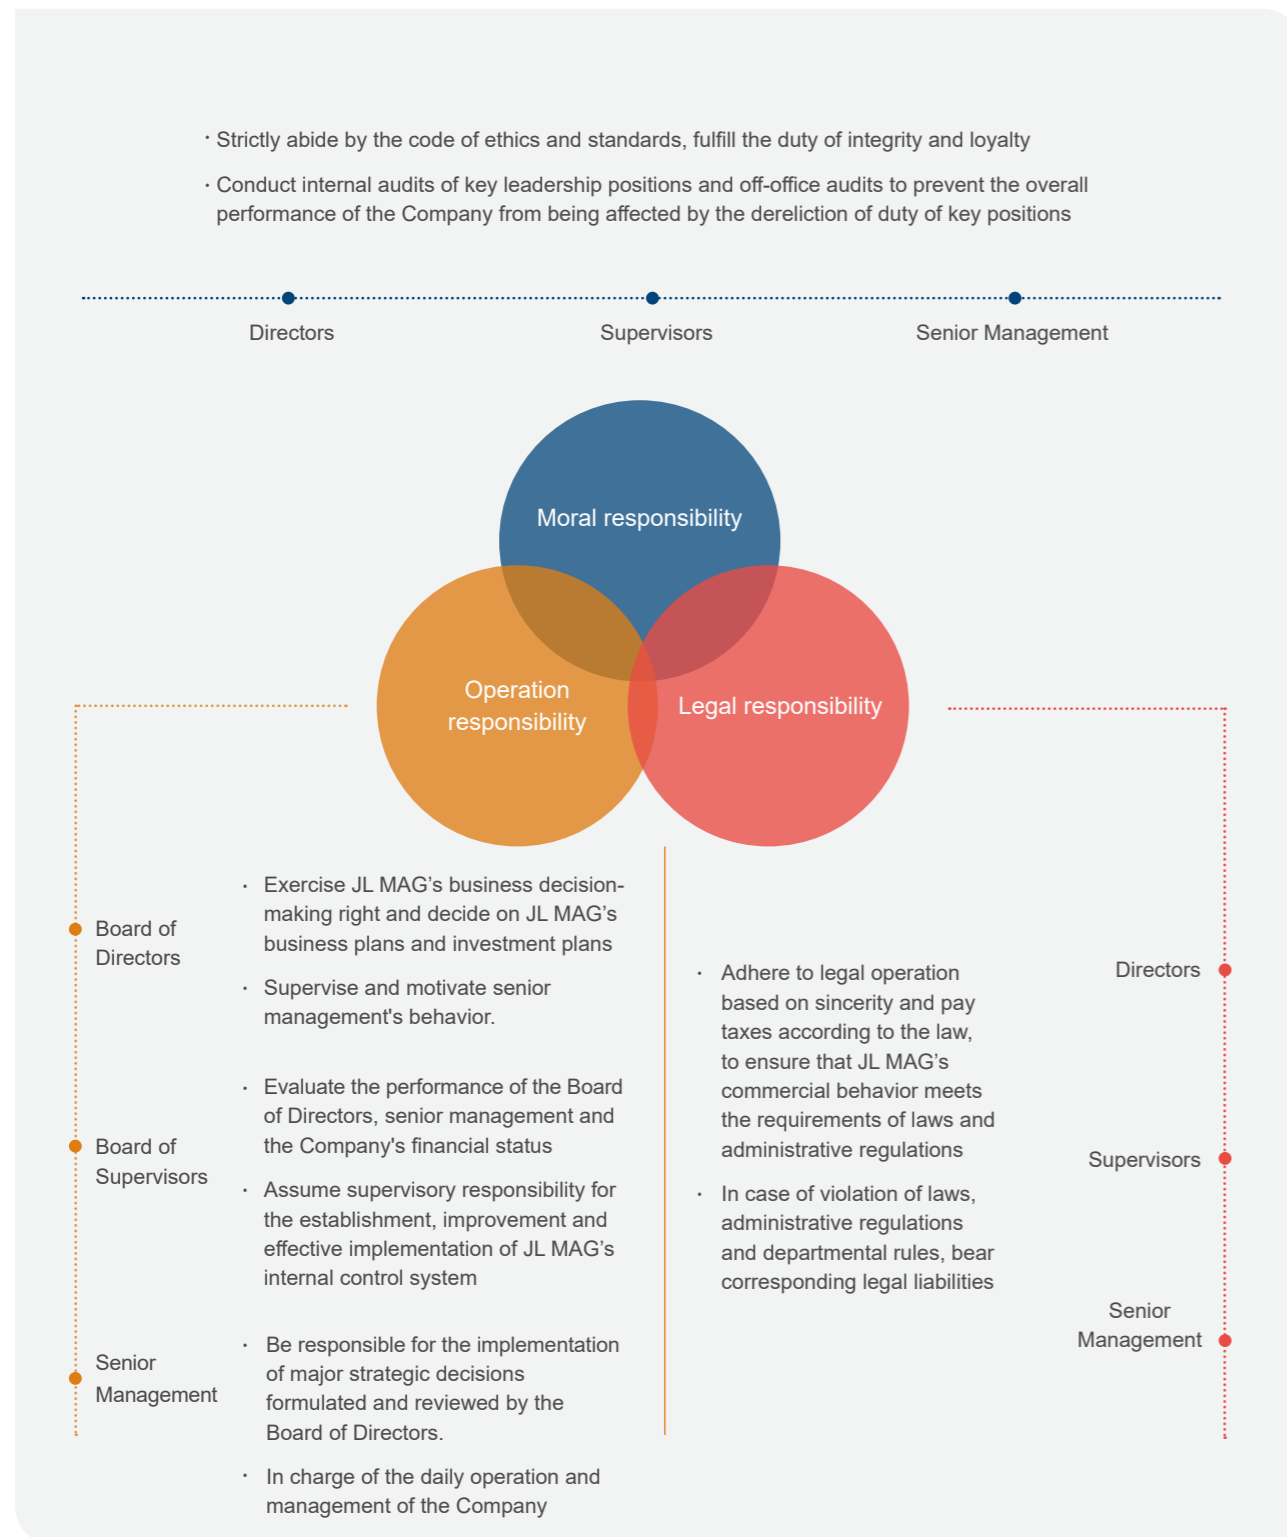 · Strictly abide by the code of ethics and standards, fulfill the duty of integrity and loyalty
· Conduct internal audits of key leadership positions and off-office audits to prevent the overall
performance of the Company from being affected by the dereliction of duty of key positions
Directors
Supervisors
Senior Management
Moral responsibility
Operation
responsibility
Legal responsibility
Board of
Directors
· Exercise JL MAG’s business decision-
making right and decide on JL MAG’s
business plans and investment plans
· Supervise and motivate senior
management's behavior.
Board of
Supervisors
· Evaluate the performance of the Board
of Directors, senior management and
the Company's financial status
· Assume supervisory responsibility for
the establishment, improvement and
effective implementation of JL MAG’s
internal control system
Senior
Management
· Be responsible for the implementation
of major strategic decisions
formulated and reviewed by the
Board of Directors.
· In charge of the daily operation and
management of the Company
· Adhere to legal operation
based on sincerity and pay
taxes according to the law,
to ensure that JL MAG’s
commercial behavior meets
the requirements of laws and
administrative regulations
· In case of violation of laws,
administrative regulations
and departmental rules, bear
corresponding legal liabilities
Directors
Supervisors
Senior
Management